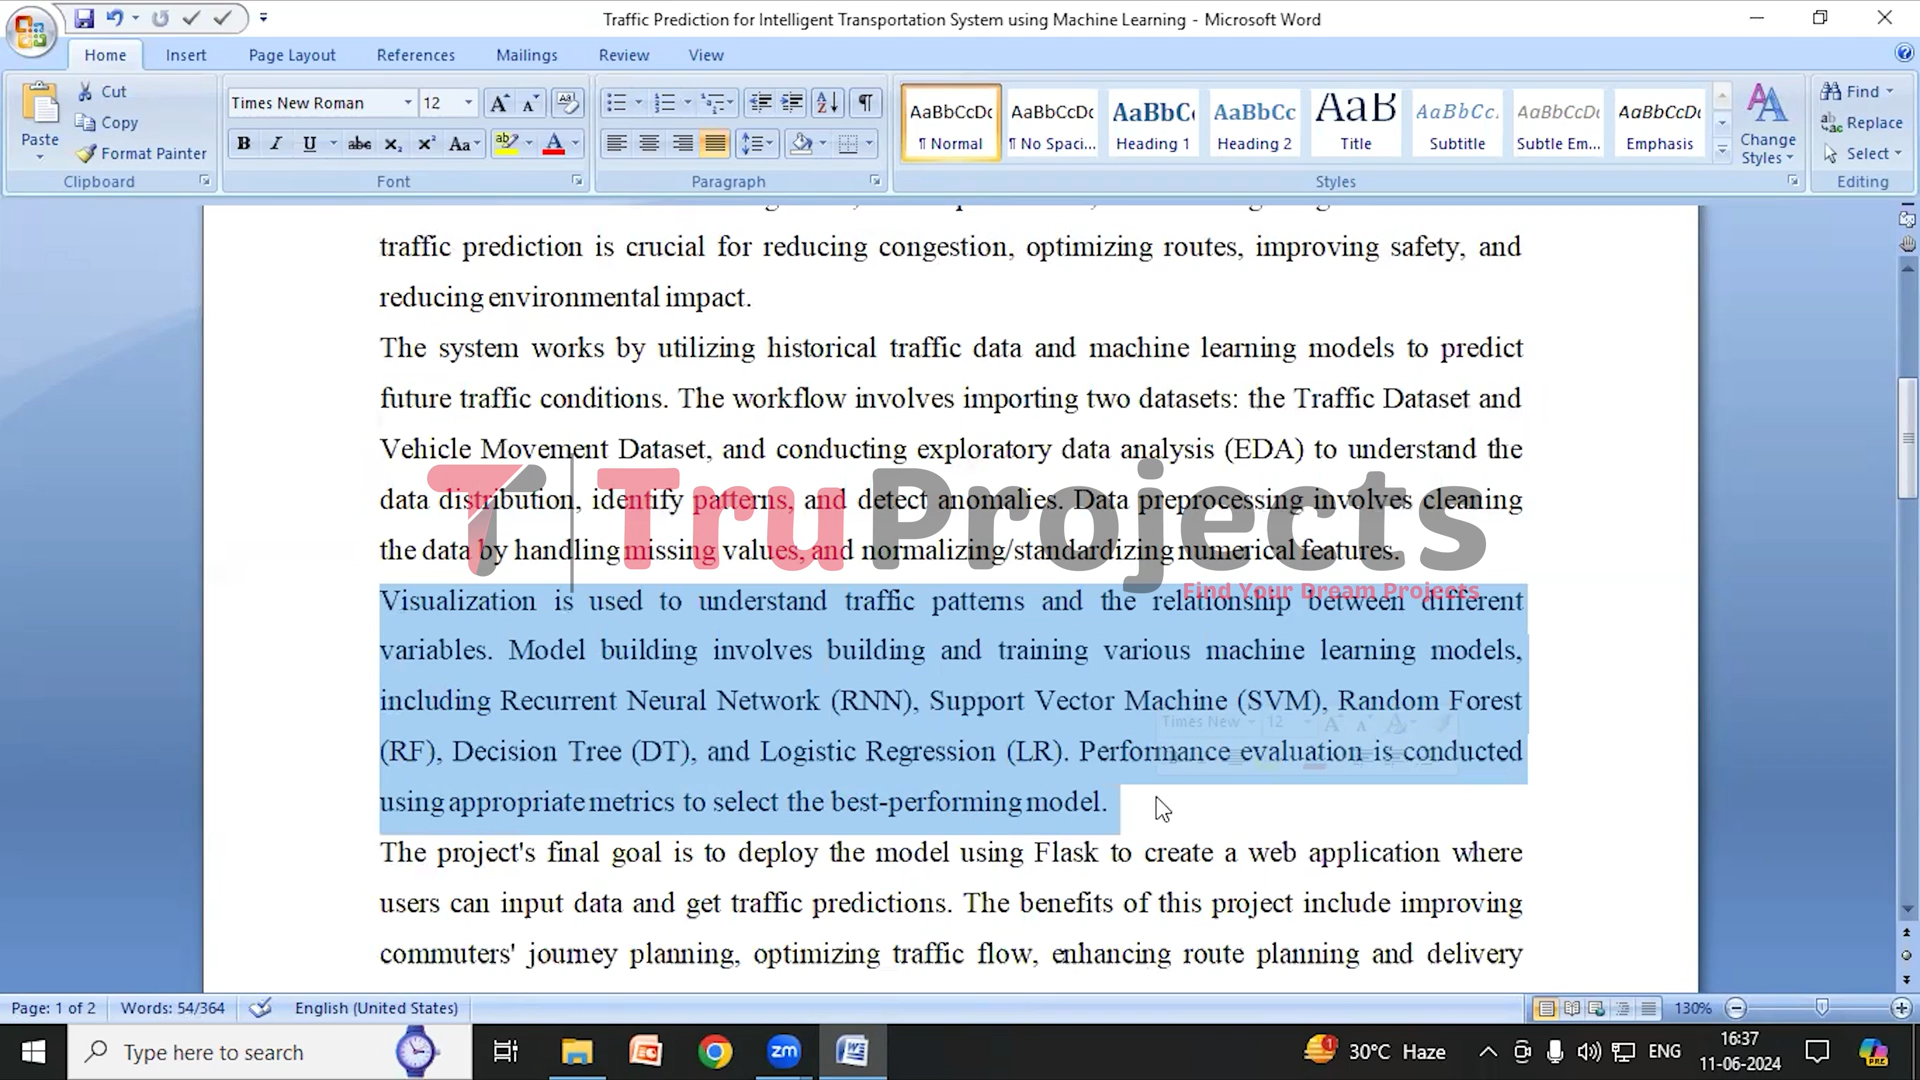 Traffic Prediction for Intelligent Transportation System using Machine Learning - Microsoft Word
Home Insert Page Layout References Mailings Review View
Paste
Cut
Copy
Format Painter
Clipboard
Times New Roman 12
B I U abc X₂ X² Aa
Font
Paragraph
AaBbCcDc AaBbCcDc AaBbC AaBbCc AaB AaBbCc. AaBbCcDc AaBbCcDc
¶ Normal ¶ No Spaci... Heading 1 Heading 2 Title Subtitle Subtle Em... Emphasis
Change Styles
Styles
Find
Replace
Select
Editing
traffic prediction is crucial for reducing congestion, optimizing routes, improving safety, and
reducing environmental impact.
The system works by utilizing historical traffic data and machine learning models to predict
future traffic conditions. The workflow involves importing two datasets: the Traffic Dataset and
Vehicle Movement Dataset, and conducting exploratory data analysis (EDA) to understand the
data distribution, identify patterns, and detect anomalies. Data preprocessing involves cleaning
the data by handling missing values, and normalizing/standardizing numerical features.
TruProjects
Find Your Dream Projects
Visualization is used to understand traffic patterns and the relationship between different
variables. Model building involves building and training various machine learning models,
including Recurrent Neural Network (RNN), Support Vector Machine (SVM), Random Forest
(RF), Decision Tree (DT), and Logistic Regression (LR). Performance evaluation is conducted
using appropriate metrics to select the best-performing model.
Times New 12
The project's final goal is to deploy the model using Flask to create a web application where
users can input data and get traffic predictions. The benefits of this project include improving
commuters' journey planning, optimizing traffic flow, enhancing route planning and delivery
Page: 1 of 2 Words: 54/364 English (United States) 130%
Type here to search
zm
30°C Haze
ENG
16:37
11-06-2024
PRE